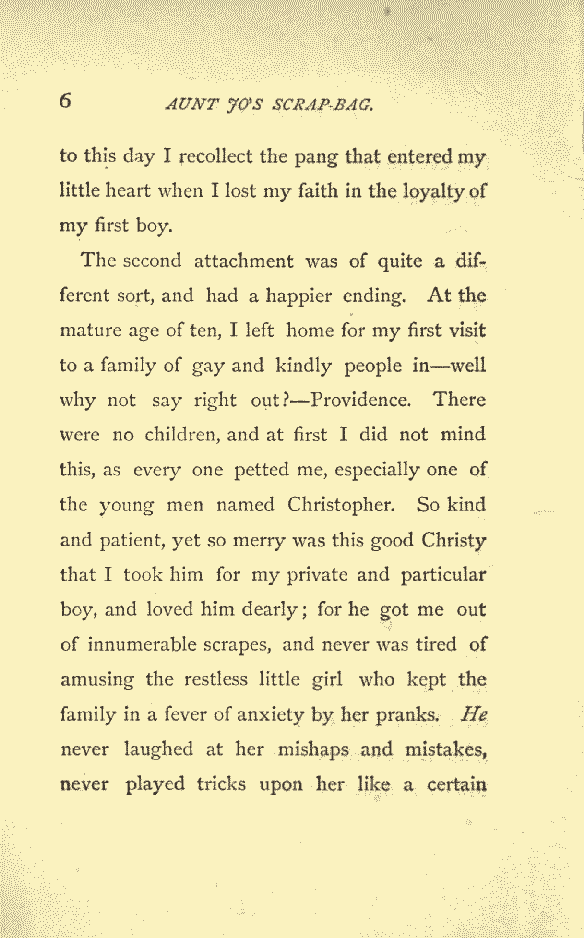 6 AUNT JO'S SCRAP-BAG.
to this day I recollect the pang that entered my
little heart when I lost my faith in the loyalty of
my first boy.
The second attachment was of quite a dif-
ferent sort, and had a happier ending. At the
mature age of ten, I left home for my first visit
to a family of gay and kindly people in—well
why not say right out?—Providence. There
were no children, and at first I did not mind
this, as every one petted me, especially one of
the young men named Christopher. So kind
and patient, yet so merry was this good Christy
that I took him for my private and particular
boy, and loved him dearly; for he got me out
of innumerable scrapes, and never was tired of
amusing the restless little girl who kept the
family in a fever of anxiety by her pranks. He
never laughed at her mishaps and mistakes,
never played tricks upon her like a certain